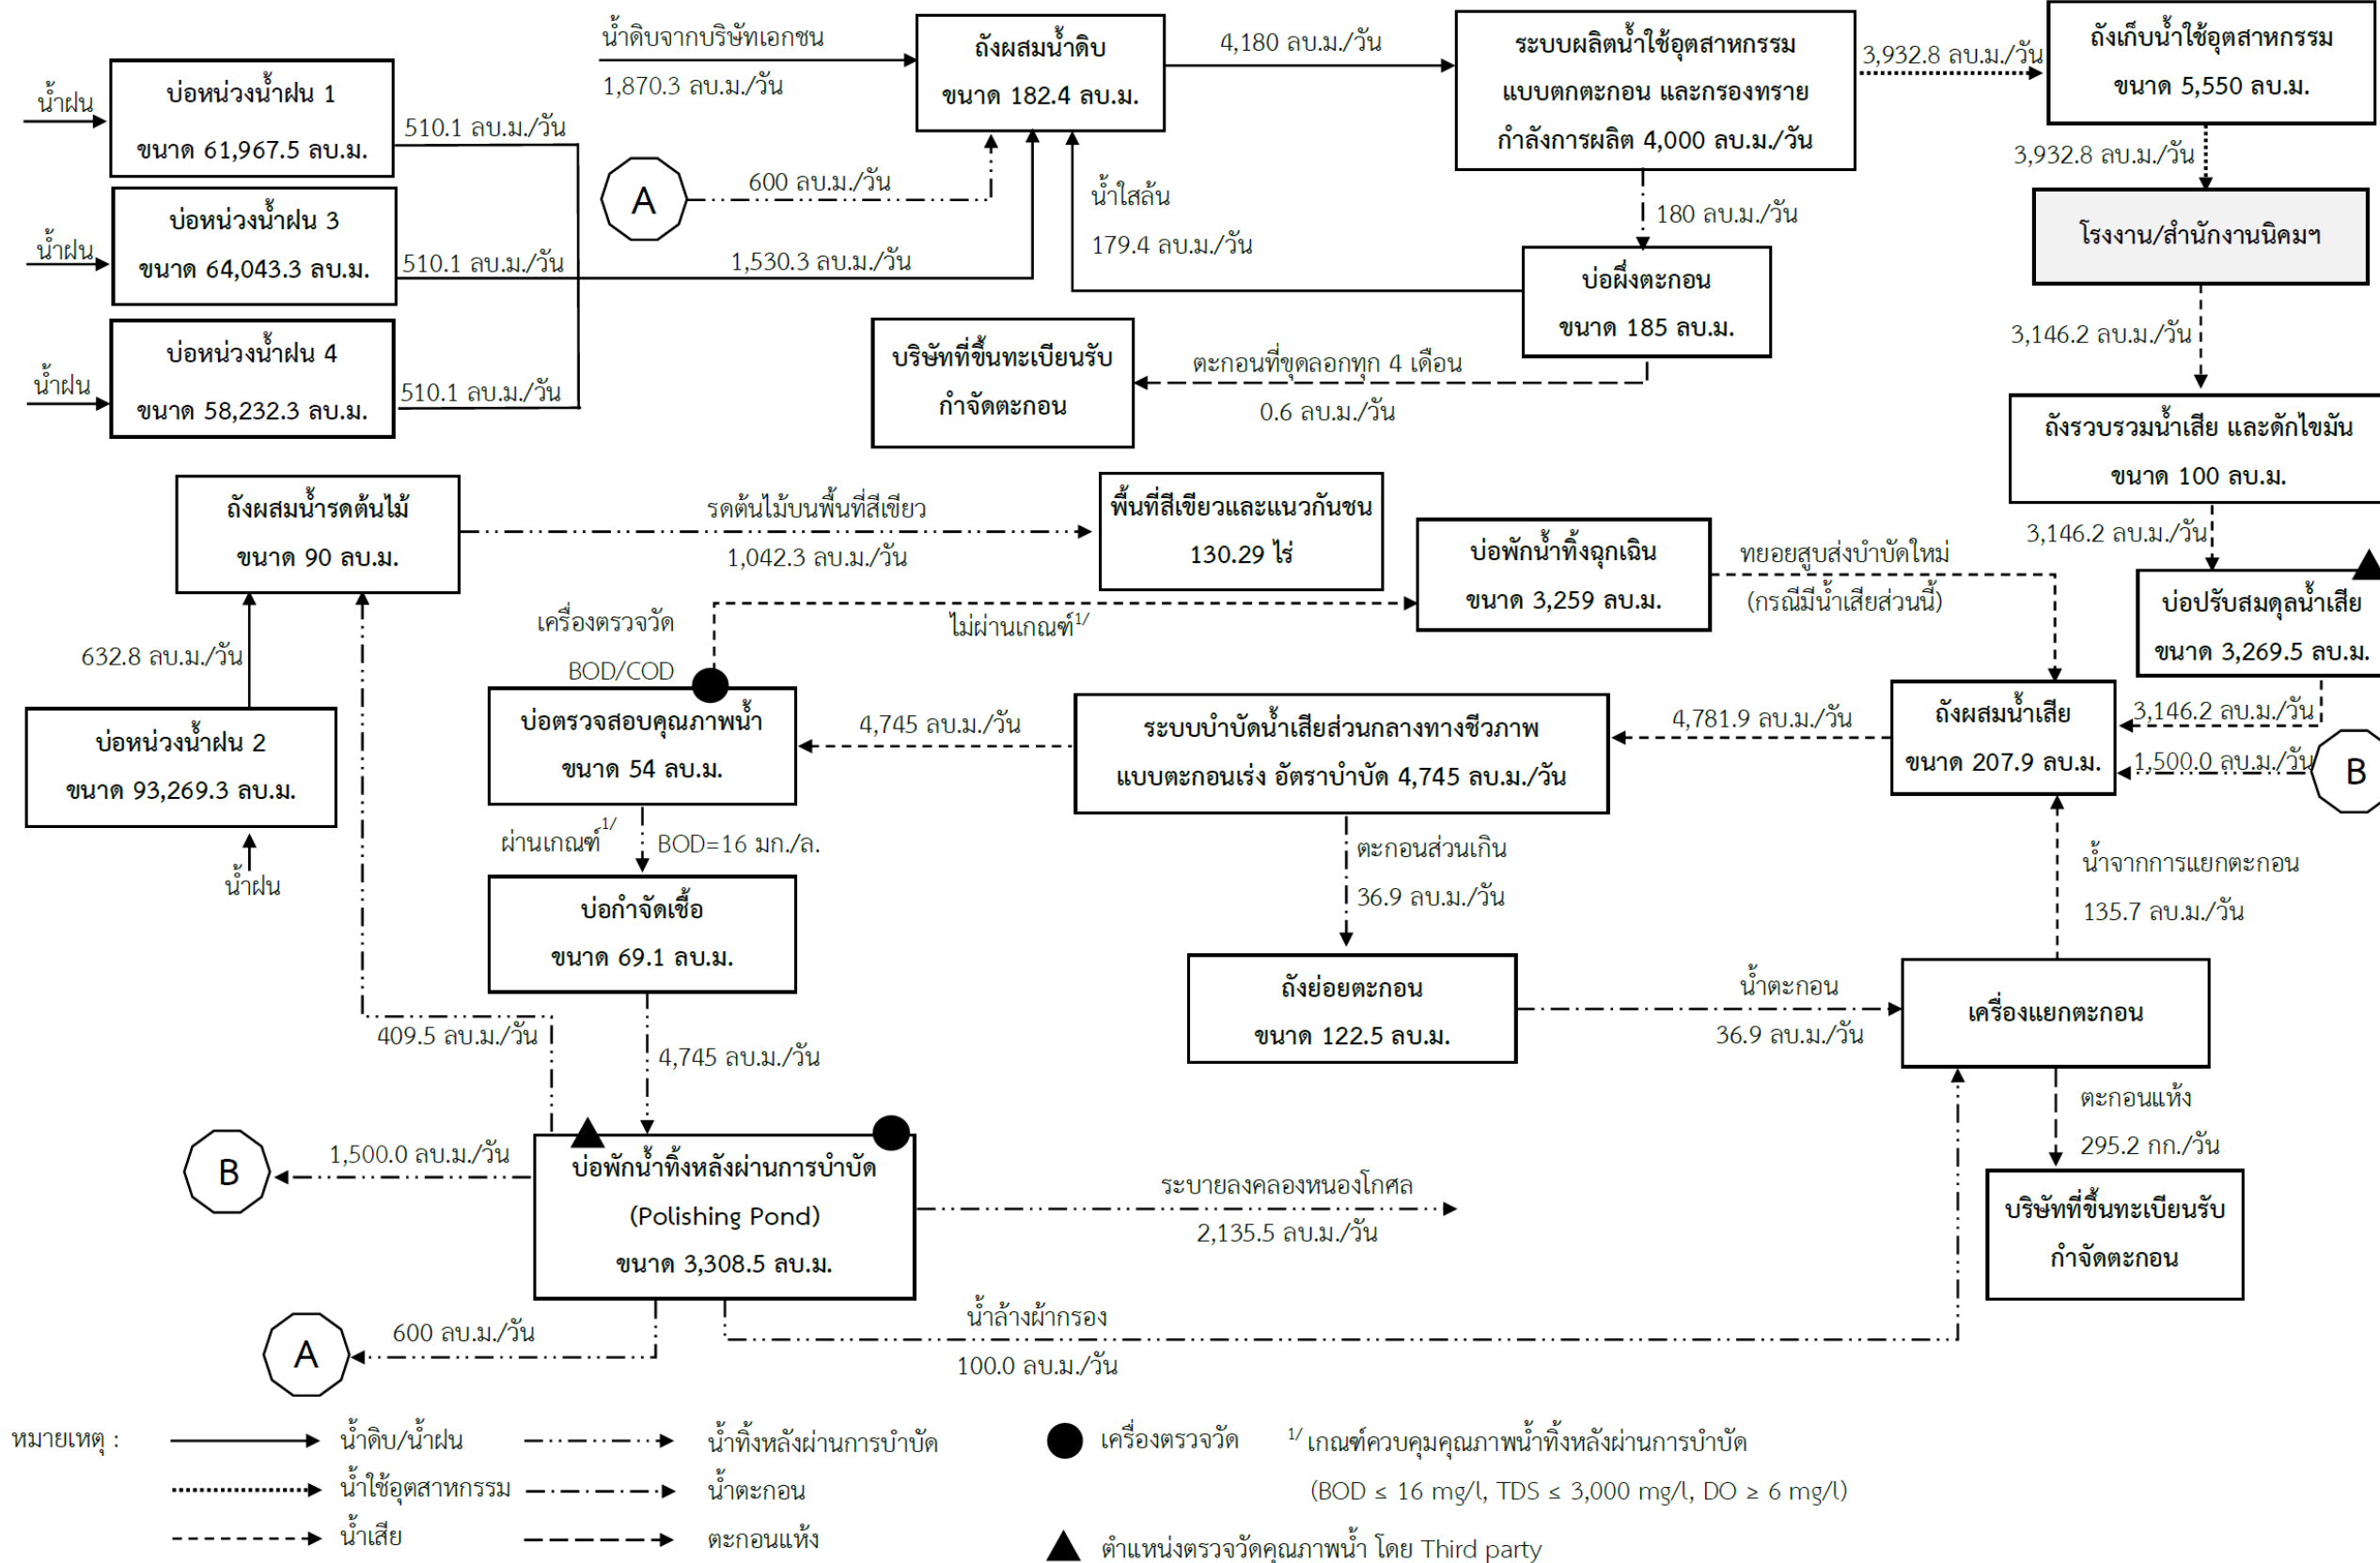 น้ำฝน
บ่อหน่วงน้ำฝน 1
ขนาด 61,967.5 ลบ.ม.
510.1 ลบ.ม./วัน
น้ำฝน
บ่อหน่วงน้ำฝน 3
ขนาด 64,043.3 ลบ.ม.
510.1 ลบ.ม./วัน
น้ำฝน
บ่อหน่วงน้ำฝน 4
ขนาด 58,232.3 ลบ.ม.
510.1 ลบ.ม./วัน
1,530.3 ลบ.ม./วัน
น้ำดิบจากบริษัทเอกชน
1,870.3 ลบ.ม./วัน
A
600 ลบ.ม./วัน
ถังผสมน้ำดิบ
ขนาด 182.4 ลบ.ม.
4,180 ลบ.ม./วัน
น้ำใสล้น
179.4 ลบ.ม./วัน
ระบบผลิตน้ำใช้อุตสาหกรรม
แบบตกตะกอน และกรองทราย
กำลังการผลิต 4,000 ลบ.ม./วัน
180 ลบ.ม./วัน
บ่อผึ่งตะกอน
ขนาด 185 ลบ.ม.
ตะกอนที่ขุดลอกทุก 4 เดือน
0.6 ลบ.ม./วัน
บริษัทที่ขึ้นทะเบียนรับ
กำจัดตะกอน
3,932.8 ลบ.ม./วัน
ถังเก็บน้ำใช้อุตสาหกรรม
ขนาด 5,550 ลบ.ม.
3,932.8 ลบ.ม./วัน
โรงงาน/สำนักงานนิคมฯ
3,146.2 ลบ.ม./วัน
ถังรวบรวมน้ำเสีย และดักไขมัน
ขนาด 100 ลบ.ม.
3,146.2 ลบ.ม./วัน
บ่อปรับสมดุลน้ำเสีย
ขนาด 3,269.5 ลบ.ม.
3,146.2 ลบ.ม./วัน
1,500.0 ลบ.ม./วัน
B
ถังผสมน้ำเสีย
ขนาด 207.9 ลบ.ม.
4,781.9 ลบ.ม./วัน
ถังผสมน้ำรดต้นไม้
ขนาด 90 ลบ.ม.
รดต้นไม้บนพื้นที่สีเขียว
1,042.3 ลบ.ม./วัน
พื้นที่สีเขียวและแนวกันชน
130.29 ไร่
บ่อพักน้ำทิ้งฉุกเฉิน
ขนาด 3,259 ลบ.ม.
ทยอยสูบส่งบำบัดใหม่
(กรณีมีน้ำเสียส่วนนี้)
เครื่องตรวจวัด
BOD/COD
ไม่ผ่านเกณฑ์1/
632.8 ลบ.ม./วัน
บ่อหน่วงน้ำฝน 2
ขนาด 93,269.3 ลบ.ม.
น้ำฝน
บ่อตรวจสอบคุณภาพน้ำ
ขนาด 54 ลบ.ม.
4,745 ลบ.ม./วัน
ระบบบำบัดน้ำเสียส่วนกลางทางชีวภาพ
แบบตะกอนเร่ง อัตราบำบัด 4,745 ลบ.ม./วัน
ผ่านเกณฑ์1/
BOD=16 มก./ล.
บ่อกำจัดเชื้อ
ขนาด 69.1 ลบ.ม.
409.5 ลบ.ม./วัน
4,745 ลบ.ม./วัน
ตะกอนส่วนเกิน
36.9 ลบ.ม./วัน
ถังย่อยตะกอน
ขนาด 122.5 ลบ.ม.
น้ำตะกอน
36.9 ลบ.ม./วัน
น้ำจากการแยกตะกอน
135.7 ลบ.ม./วัน
เครื่องแยกตะกอน
ตะกอนแห้ง
295.2 กก./วัน
บริษัทที่ขึ้นทะเบียนรับ
กำจัดตะกอน
B
1,500.0 ลบ.ม./วัน
บ่อพักน้ำทิ้งหลังผ่านการบำบัด
(Polishing Pond)
ขนาด 3,308.5 ลบ.ม.
ระบายลงคลองหนองโกศล
2,135.5 ลบ.ม./วัน
A
600 ลบ.ม./วัน
น้ำล้างผ้ากรอง
100.0 ลบ.ม./วัน
หมายเหตุ :
น้ำดิบ/น้ำฝน
น้ำใช้อุตสาหกรรม
น้ำเสีย
น้ำทิ้งหลังผ่านการบำบัด
น้ำตะกอน
ตะกอนแห้ง
เครื่องตรวจวัด
1/ เกณฑ์ควบคุมคุณภาพน้ำทิ้งหลังผ่านการบำบัด
(BOD ≤ 16 mg/l, TDS ≤ 3,000 mg/l, DO ≥ 6 mg/l)
ตำแหน่งตรวจวัดคุณภาพน้ำ โดย Third party